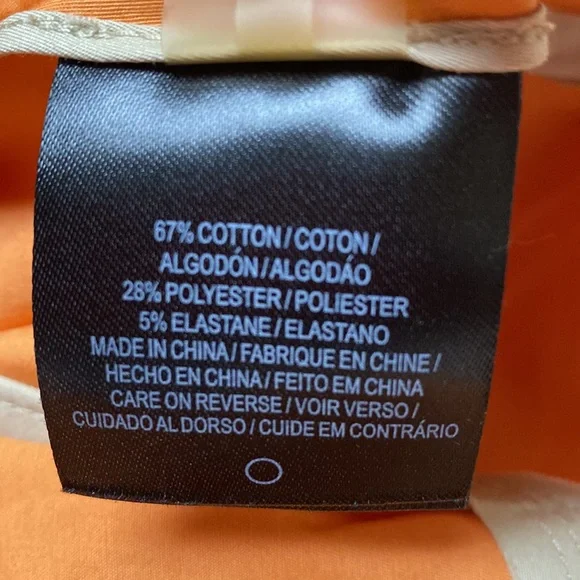 67% COTTON / COTON /
ALGODÓN / ALGODÁO
28% POLYESTER / POLIESTER
5% ELASTANE / ELASTANO
MADE IN CHINA / FABRIQUE EN CHINE /
HECHO EN CHINA / FEITO EM CHINA
CARE ON REVERSE / VOIR VERSO /
CUIDADO AL DORSO / CUIDE EM CONTRÁRIO